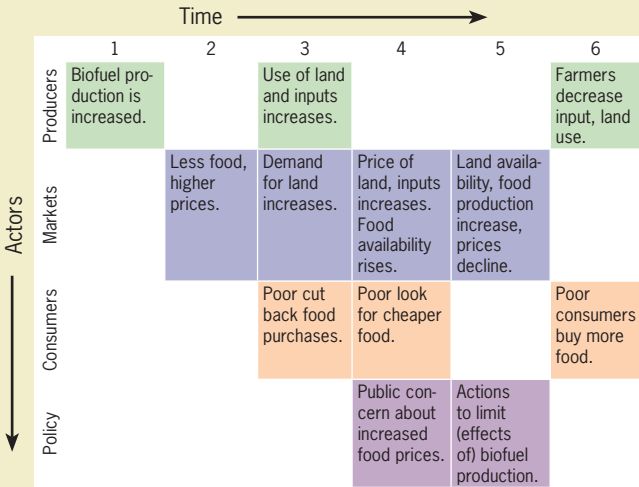 Time
1 2 3 4 5 6
Actors
Producers
Biofuel pro-
duction is
increased.
Use of land
and inputs
increases.
Farmers
decrease
input, land
use.
Markets
Less food,
higher
prices.
Demand
for land
increases.
Price of
land, inputs
increases.
Food
availability
rises.
Land availa-
bility, food
production
increase,
prices
decline.
Consumers
Poor cut
back food
purchases.
Poor look
for cheaper
food.
Poor
consumers
buy more
food.
Policy
Public con-
cern about
increased
food prices.
Actions
to limit
(effects
of) biofuel
production.